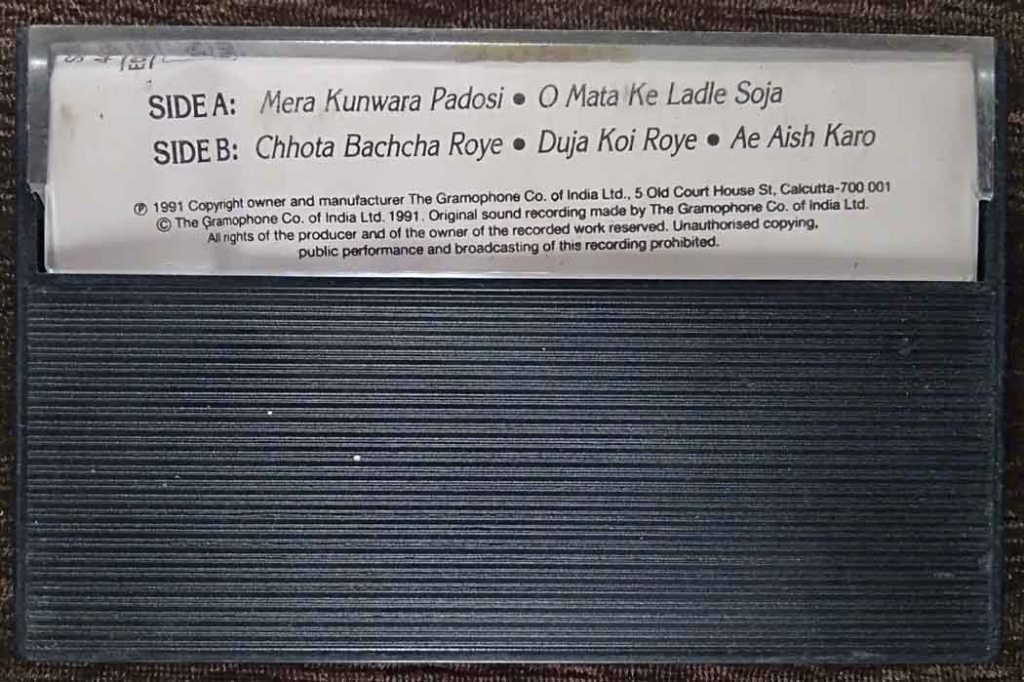 SIDE A: Mera Kunwara Padosi • O Mata Ke Ladle Soja
SIDE B: Chhota Bachcha Roye • Duja Koi Roye • Ae Aish Karo
℗ 1991 Copyright owner and manufacturer The Gramophone Co. of India Ltd., 5 Old Court House St, Calcutta-700 001
© The Gramophone Co. of India Ltd. 1991. Original sound recording made by The Gramophone Co. of India Ltd.
All rights of the producer and of the owner of the recorded work reserved. Unauthorised copying,
public performance and broadcasting of this recording prohibited.